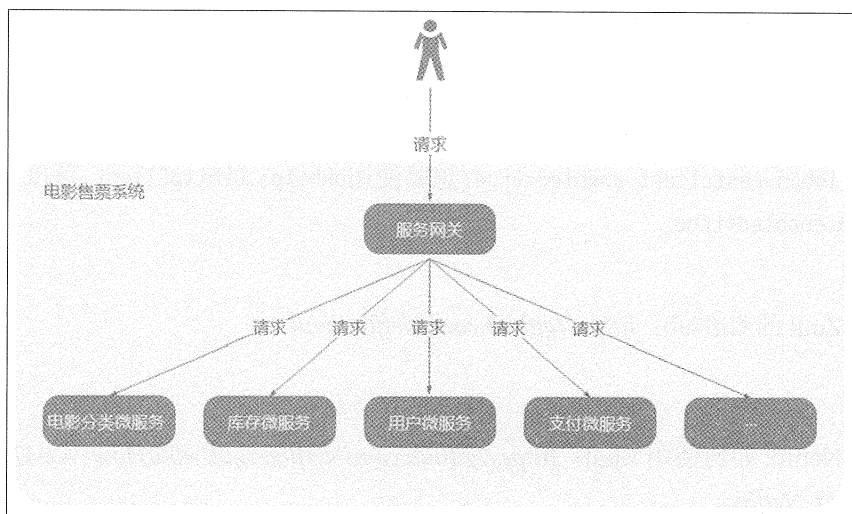 请求
电影售票系统
服务网关
请求 请求 请求 请求 请求
电影分类微服务 库存微服务 用户微服务 支付微服务 ...